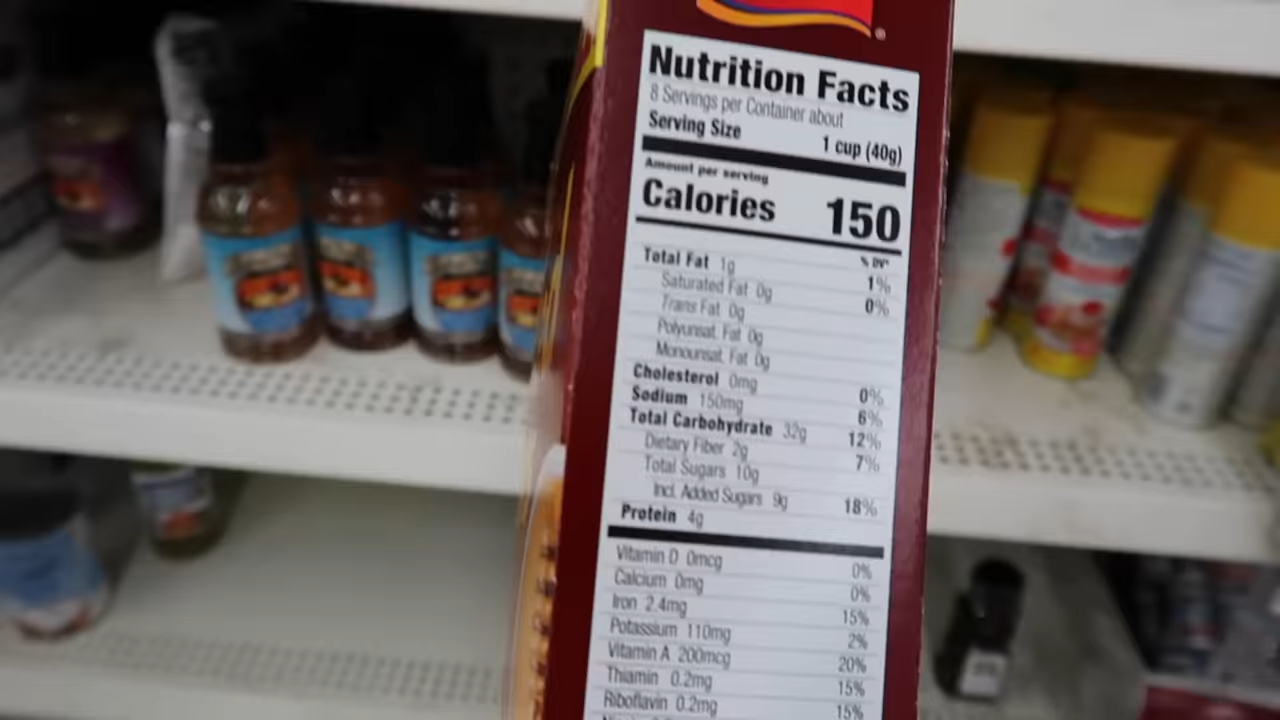 ®
Nutrition Facts
8 Servings per Container about
Serving Size 1 cup (40g)
Amount per serving
Calories 150
% DV*
Total Fat 1g 1%
Saturated Fat 0g 0%
Trans Fat 0g
Polyunsat. Fat 0g
Monounsat. Fat 0g
Cholesterol 0mg 0%
Sodium 150mg 6%
Total Carbohydrate 32g 12%
Dietary Fiber 2g 7%
Total Sugars 10g
Incl. Added Sugars 9g 18%
Protein 4g
Vitamin D 0mcg 0%
Calcium 0mg 0%
Iron 2.4mg 15%
Potassium 110mg 2%
Vitamin A 200mcg 20%
Thiamin 0.2mg 15%
Riboflavin 0.2mg 15%